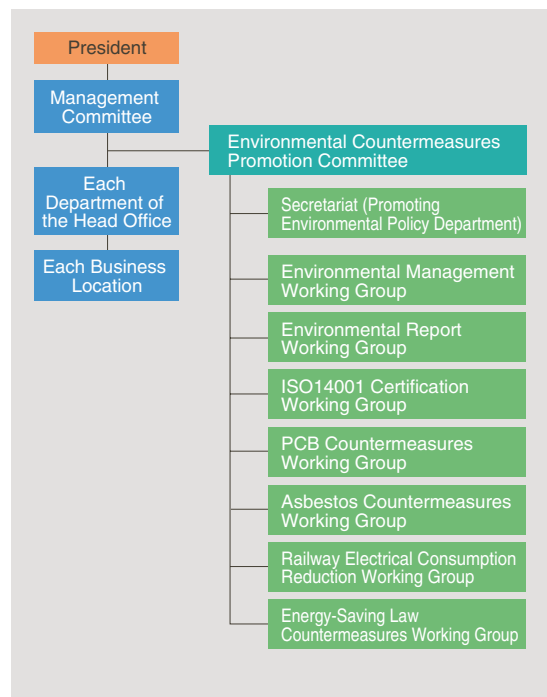 President
Management
Committee
Environmental Countermeasures
Promotion Committee
Each
Department of
the Head Office
Each Business
Location
Secretariat (Promoting
Environmental Policy Department)
Environmental Management
Working Group
Environmental Report
Working Group
ISO14001 Certification
Working Group
PCB Countermeasures
Working Group
Asbestos Countermeasures
Working Group
Railway Electrical Consumption
Reduction Working Group
Energy-Saving Law
Countermeasures Working Group